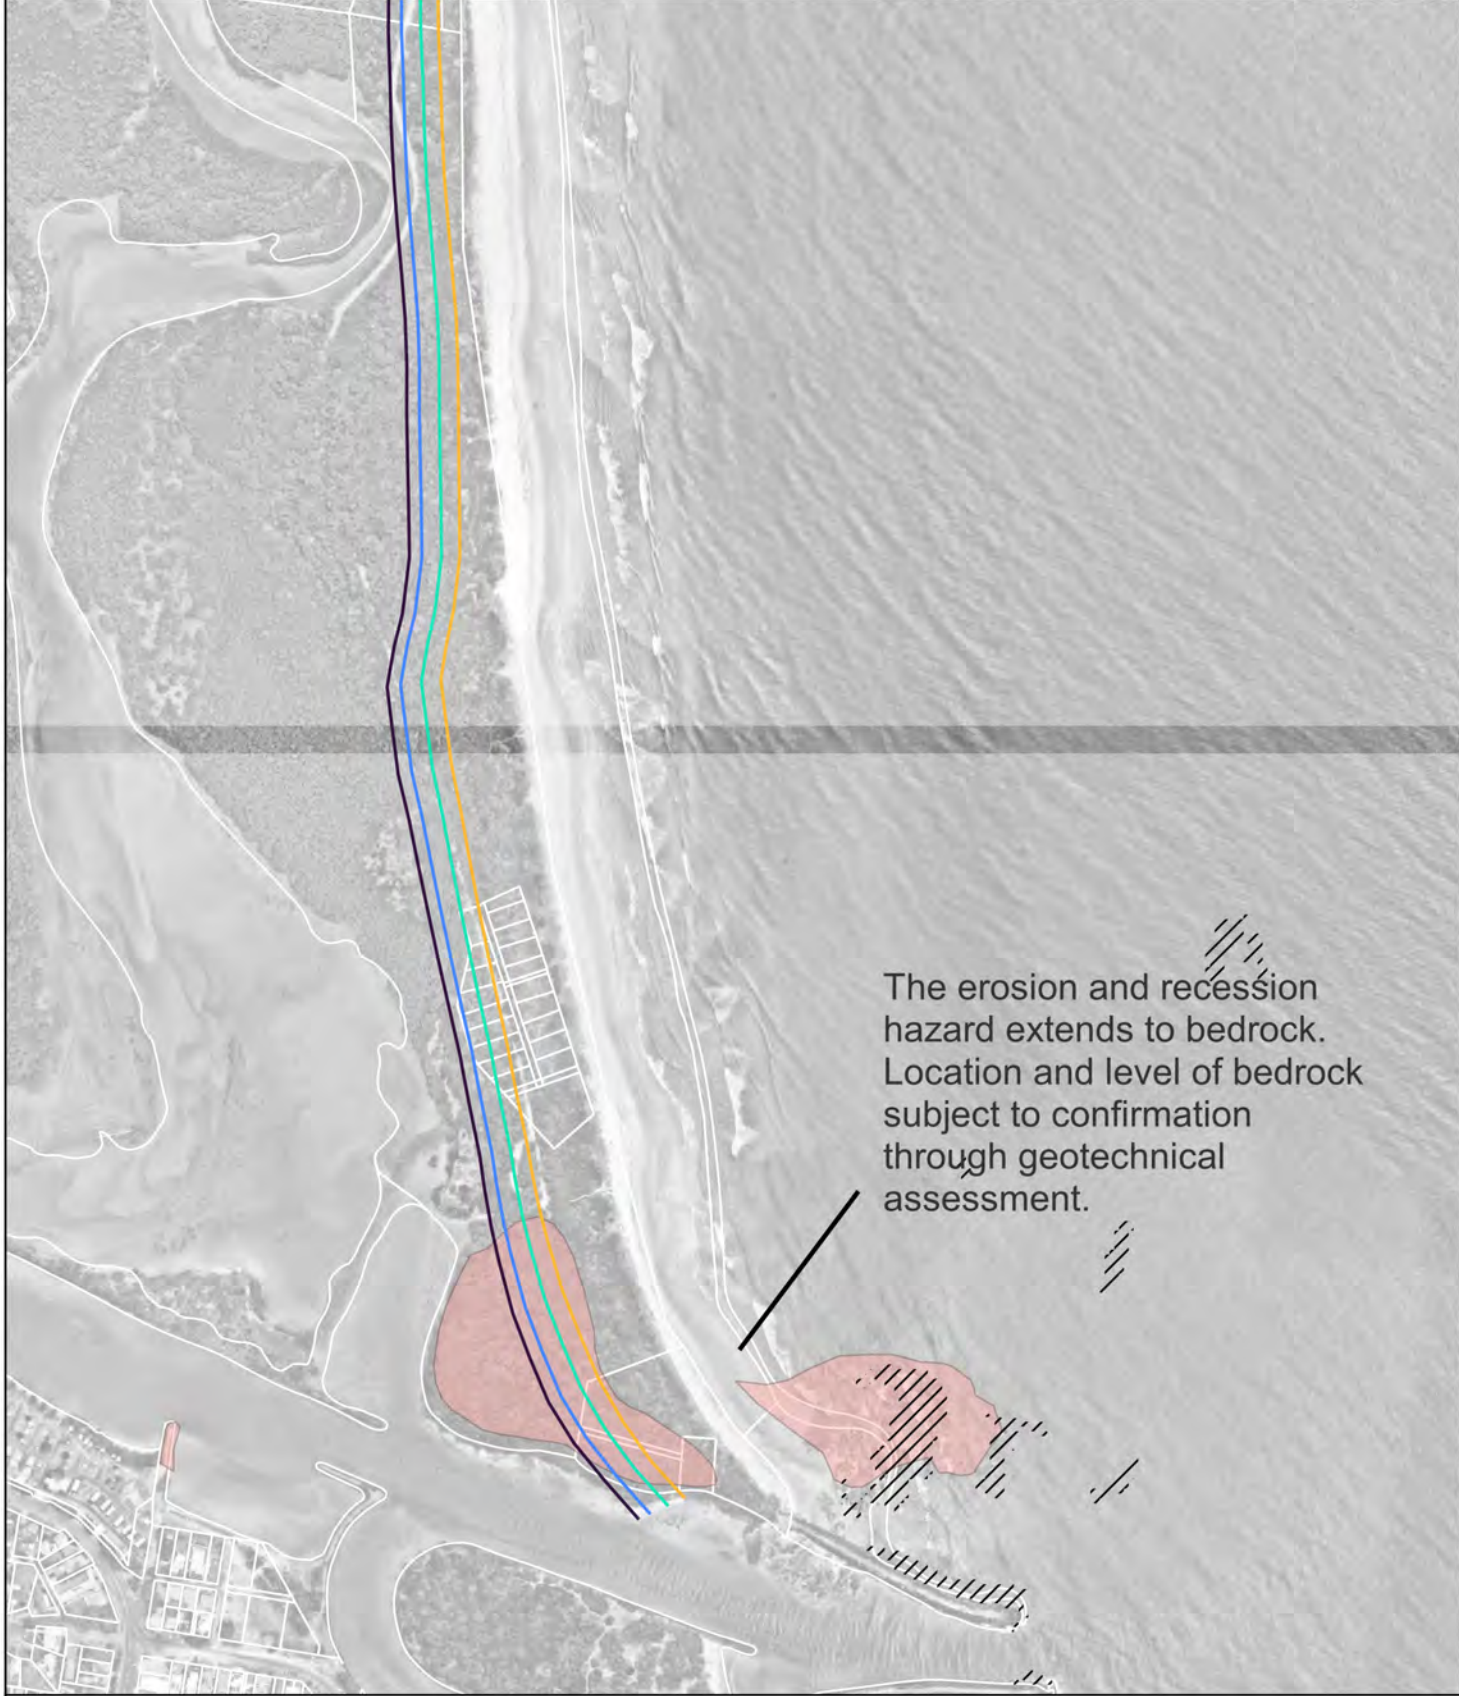 The erosion and recession
hazard extends to bedrock.
Location and level of bedrock
subject to confirmation
through geotechnical
assessment.